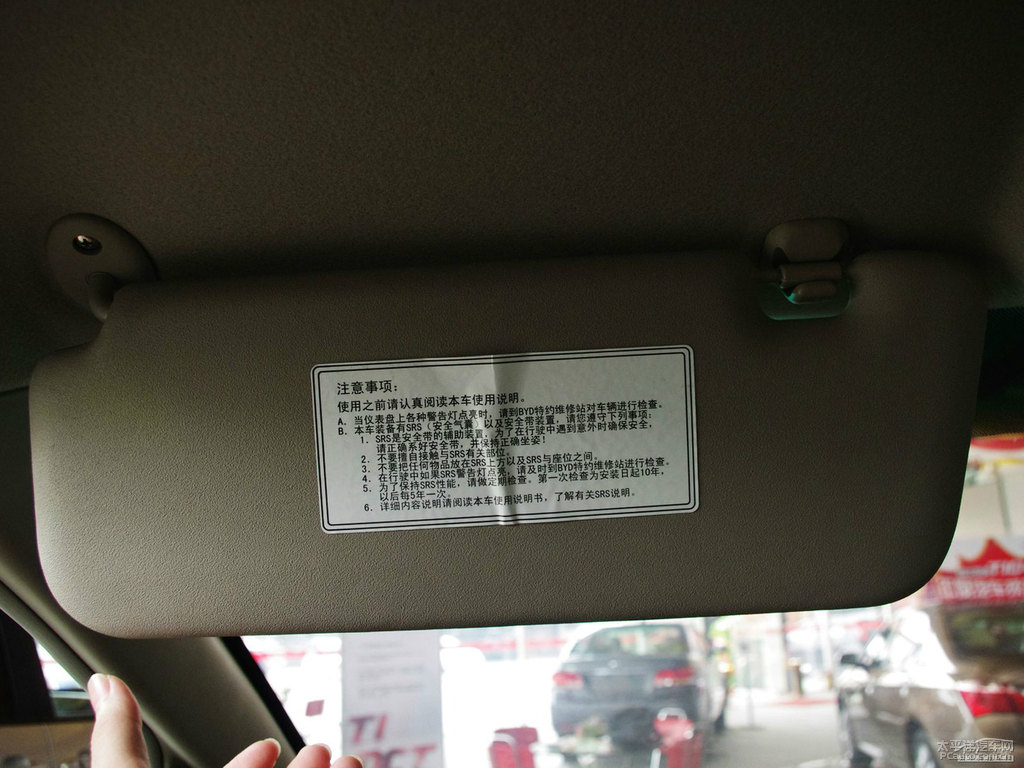 注意事项:
使用之前请认真阅读本车使用说明。
A. 当仪表盘上各种警告灯点亮时, 请到BYD特约维修站对车辆进行检查。
B. 本车装备有SRS (安全气囊) 以及安全带装置, 请您遵守下列事项:
1. SRS是安全带的辅助装置, 为了在行驶中遇到意外时确保安全,
请正确系好安全带, 并保持正确坐姿!
2. 不要擅自接触与SRS有关部位。
3. 不要把任何物品放在SRS上方以及SRS与座位之间。
4. 在行驶中如果SRS警告灯点亮, 请及时到BYD特约维修站进行检查。
5. 为了保持SRS性能, 请做定期检查。第一次检查为安装日起10年,
以后每5年一次。
6. 详细内容说明请阅读本车使用说明书, 了解有关SRS说明。
TI
太平洋汽车网
PCauto.com.cn